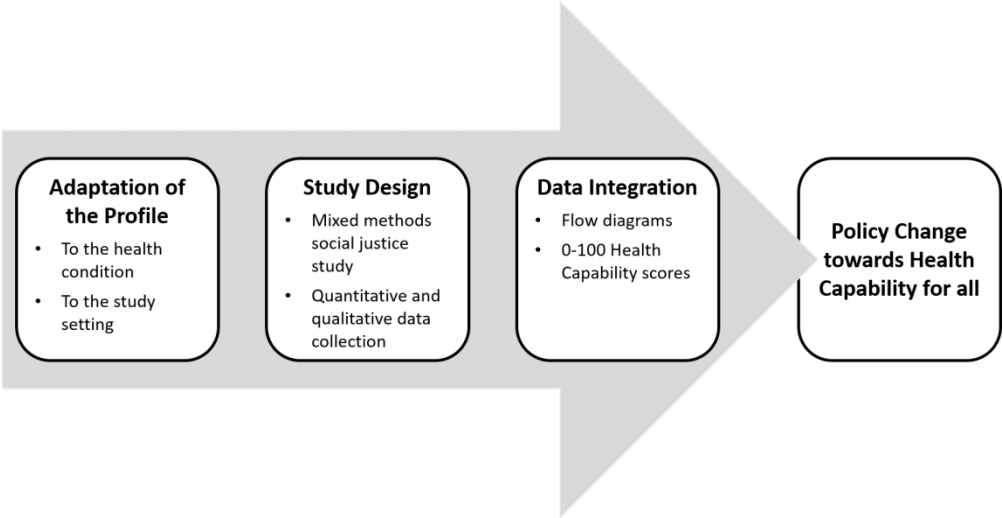 Adaptation of
the Profile
• To the health
condition
• To the study
setting
Study Design
• Mixed methods
social justice
study
• Quantitative and
qualitative data
collection
Data Integration
• Flow diagrams
• 0-100 Health
Capability scores
Policy Change
towards Health
Capability for all